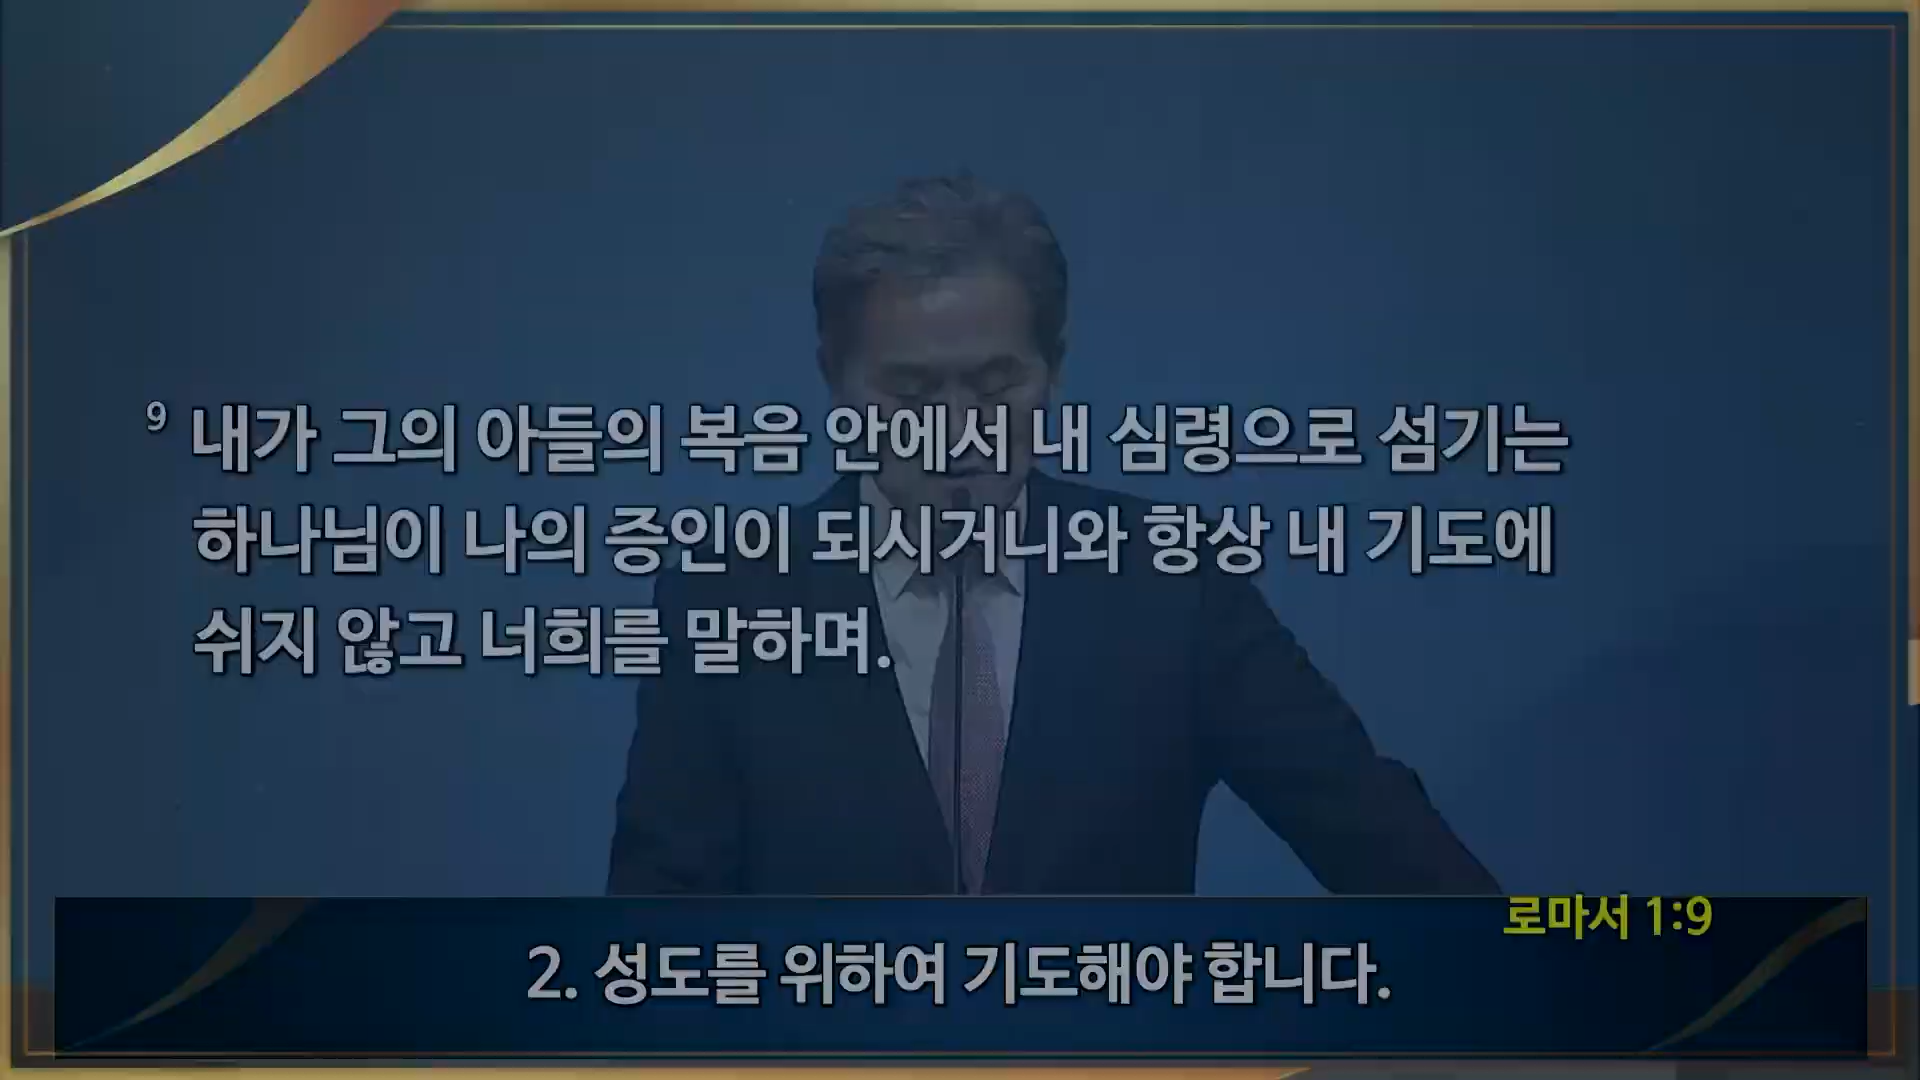 9 내가 그의 아들의 복음 안에서 내 심령으로 섬기는
하나님이 나의 증인이 되시거니와 항상 내 기도에
쉬지 않고 너희를 말하며.
로마서 1:9
2. 성도를 위하여 기도해야 합니다.